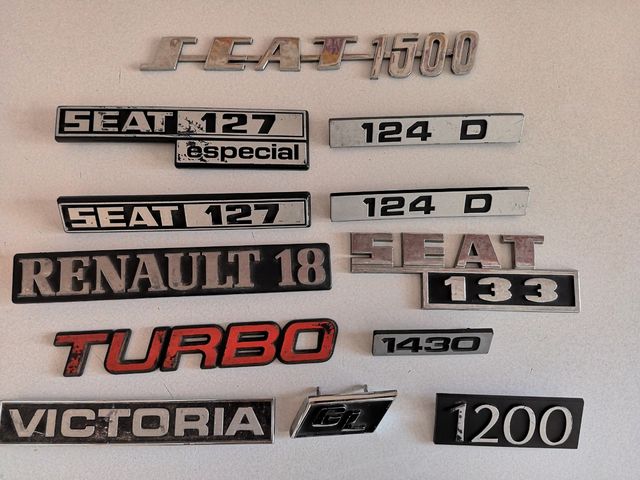 SEAT 1500
SEAT 127
especial
124 D
SEAT 127
124 D
RENAULT 18
SEAT
133
TURBO
1430
VICTORIA
GL
1200